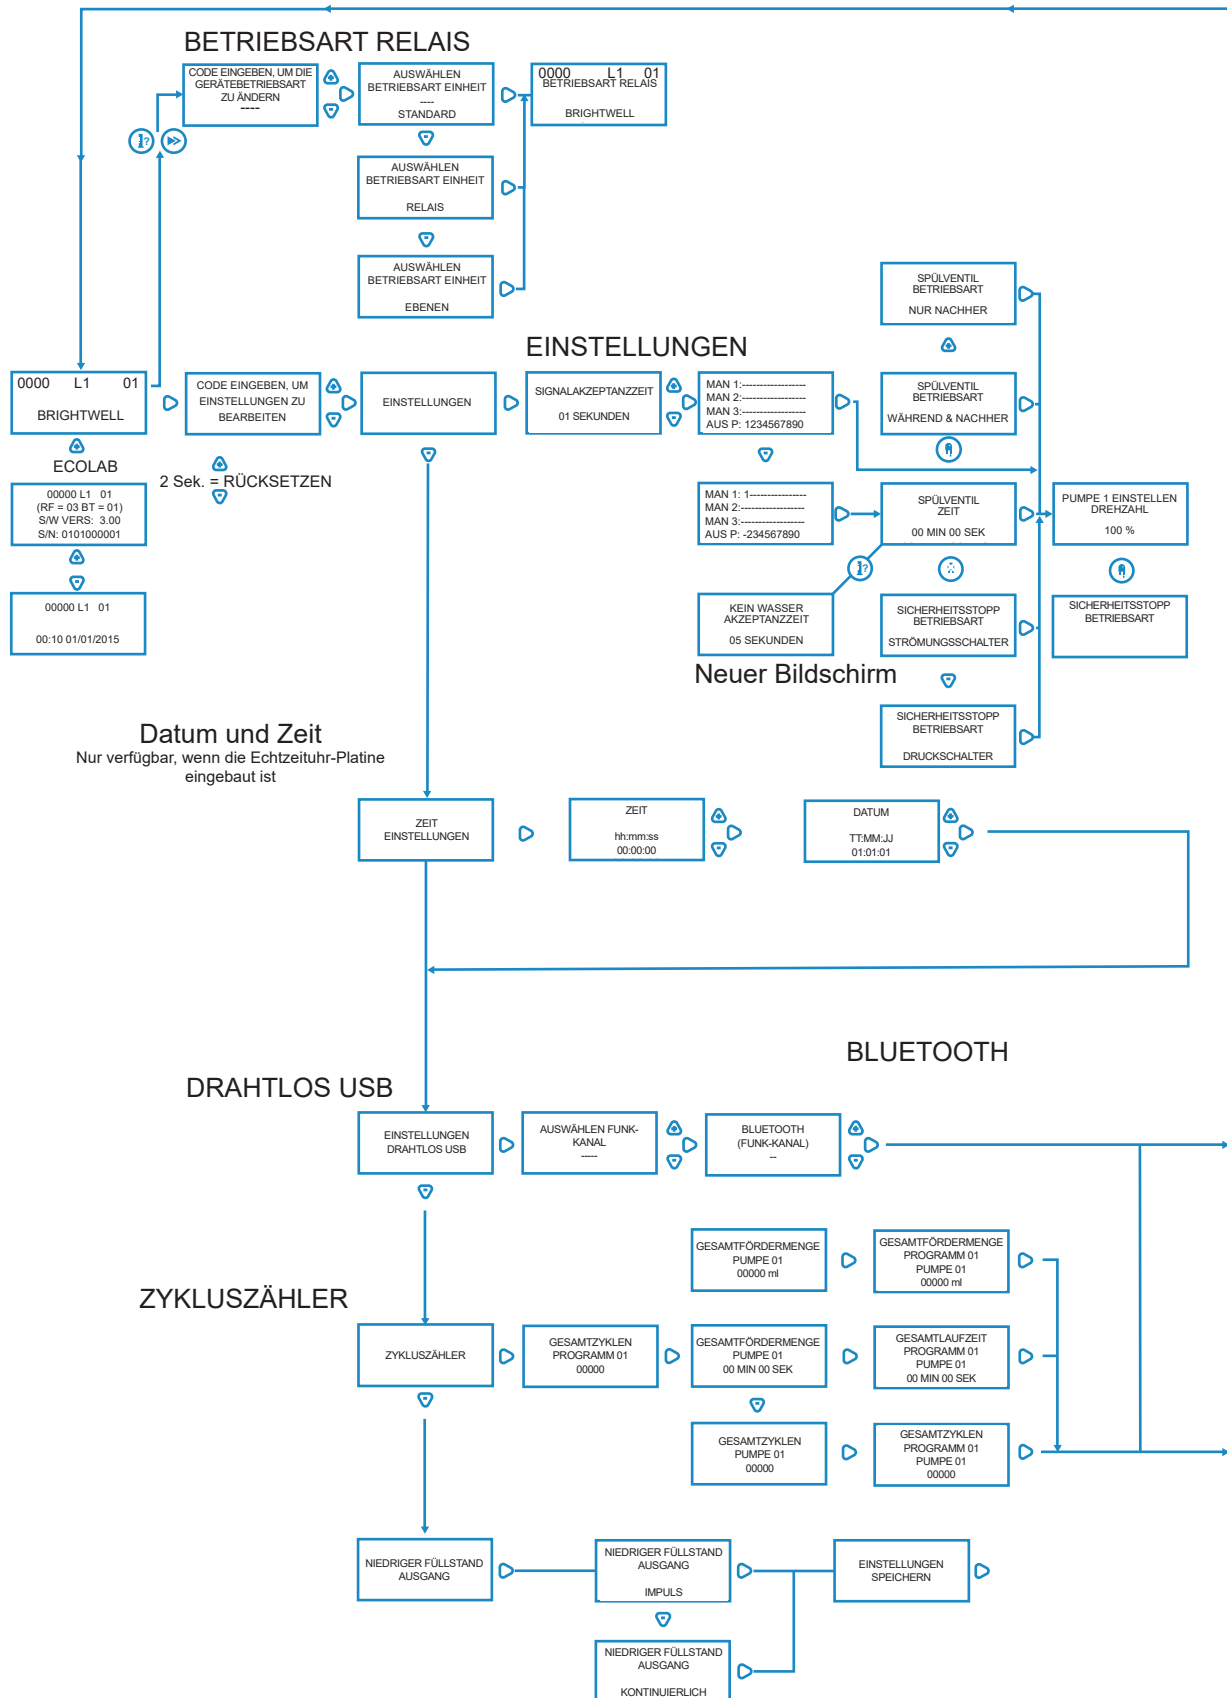 BETRIEBSART RELAIS
CODE EINGEBEN, UM DIE
GERÄTEBETRIEBSART
ZU ÄNDERN
----
AUSWÄHLEN
BETRIEBSART EINHEIT
----
STANDARD
0000 L1 01
BETRIEBSART RELAIS
BRIGHTWELL
AUSWÄHLEN
BETRIEBSART EINHEIT
RELAIS
AUSWÄHLEN
BETRIEBSART EINHEIT
EBENEN
SPÜLVENTIL
BETRIEBSART
NUR NACHHER
EINSTELLUNGEN
0000 L1 01
BRIGHTWELL
CODE EINGEBEN, UM
EINSTELLUNGEN ZU
BEARBEITEN
EINSTELLUNGEN
SIGNALAKZEPTANZZEIT
01 SEKUNDEN
MAN 1:------------------
MAN 2:------------------
MAN 3:------------------
AUS P: 1234567890
SPÜLVENTIL
BETRIEBSART
WÄHREND & NACHHER
ECOLAB
2 Sek. = RÜCKSETZEN
00000 L1 01
(RF = 03 BT = 01)
S/W VERS: 3.00
S/N: 0101000001
MAN 1: 1----------------
MAN 2:------------------
MAN 3:------------------
AUS P: -234567890
SPÜLVENTIL
ZEIT
00 MIN 00 SEK
PUMPE 1 EINSTELLEN
DREHZAHL
100 %
00000 L1 01
00:10 01/01/2015
KEIN WASSER
AKZEPTANZZEIT
05 SEKUNDEN
SICHERHEITSSTOPP
BETRIEBSART
STRÖMUNGSSCHALTER
SICHERHEITSSTOPP
BETRIEBSART
Neuer Bildschirm
SICHERHEITSSTOPP
BETRIEBSART
DRUCKSCHALTER
Datum und Zeit
Nur verfügbar, wenn die Echtzeituhr-Platine
eingebaut ist
ZEIT
EINSTELLUNGEN
ZEIT
hh:mm:ss
00:00:00
DATUM
TT:MM:JJ
01:01:01
BLUETOOTH
DRAHTLOS USB
EINSTELLUNGEN
DRAHTLOS USB
AUSWÄHLEN FUNK-
KANAL
-----
BLUETOOTH
(FUNK-KANAL)
--
GESAMTFÖRDERMENGE
PUMPE 01
00000 ml
GESAMTFÖRDERMENGE
PROGRAMM 01
PUMPE 01
00000 ml
ZYKLUSZÄHLER
ZYKLUSZÄHLER
GESAMTZYKLEN
PROGRAMM 01
00000
GESAMTFÖRDERMENGE
PUMPE 01
00 MIN 00 SEK
GESAMTLAUFZEIT
PROGRAMM 01
PUMPE 01
00 MIN 00 SEK
GESAMTZYKLEN
PUMPE 01
00000
GESAMTZYKLEN
PROGRAMM 01
PUMPE 01
00000
NIEDRIGER FÜLLSTAND
AUSGANG
NIEDRIGER FÜLLSTAND
AUSGANG
IMPULS
EINSTELLUNGEN
SPEICHERN
NIEDRIGER FÜLLSTAND
AUSGANG
KONTINUIERLICH